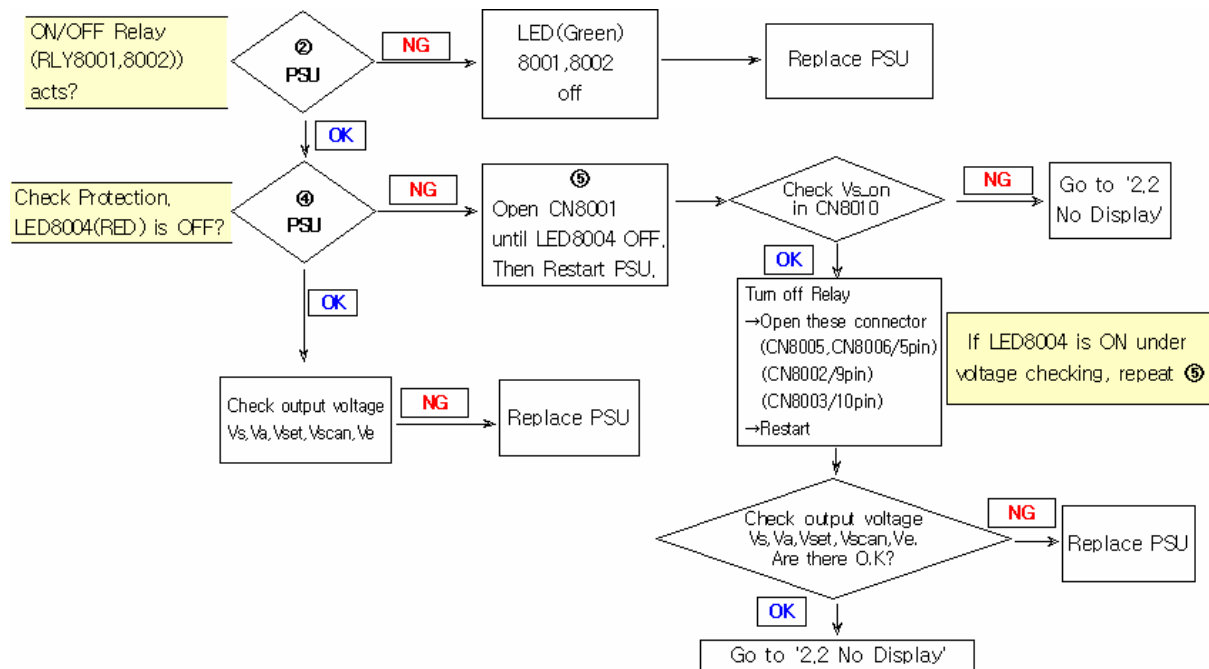 ON/OFF Relay
(RLY8001,8002))
acts?
②
PSU
NG
LED(Green)
8001,8002
off
Replace PSU
OK
Check Protection,
LED8004(RED) is OFF?
④
PSU
NG
⑤
Open CN8001
until LED8004 OFF,
Then Restart PSU,
Check Vs_on
in CN8010
NG
Go to '2,2
No Display'
OK
OK
Turn off Relay
→Open these connector
(CN8005,CN8006/5pin)
(CN8002/9pin)
(CN8003/10pin)
→Restart
If LED8004 is ON under
voltage checking, repeat ⑤
Check output voltage
Vs,Va,Vset,Vscan,Ve
NG
Replace PSU
Check output voltage
Vs,Va,Vset,Vscan,Ve.
Are there O.K?
NG
Replace PSU
OK
Go to '2,2 No Display'